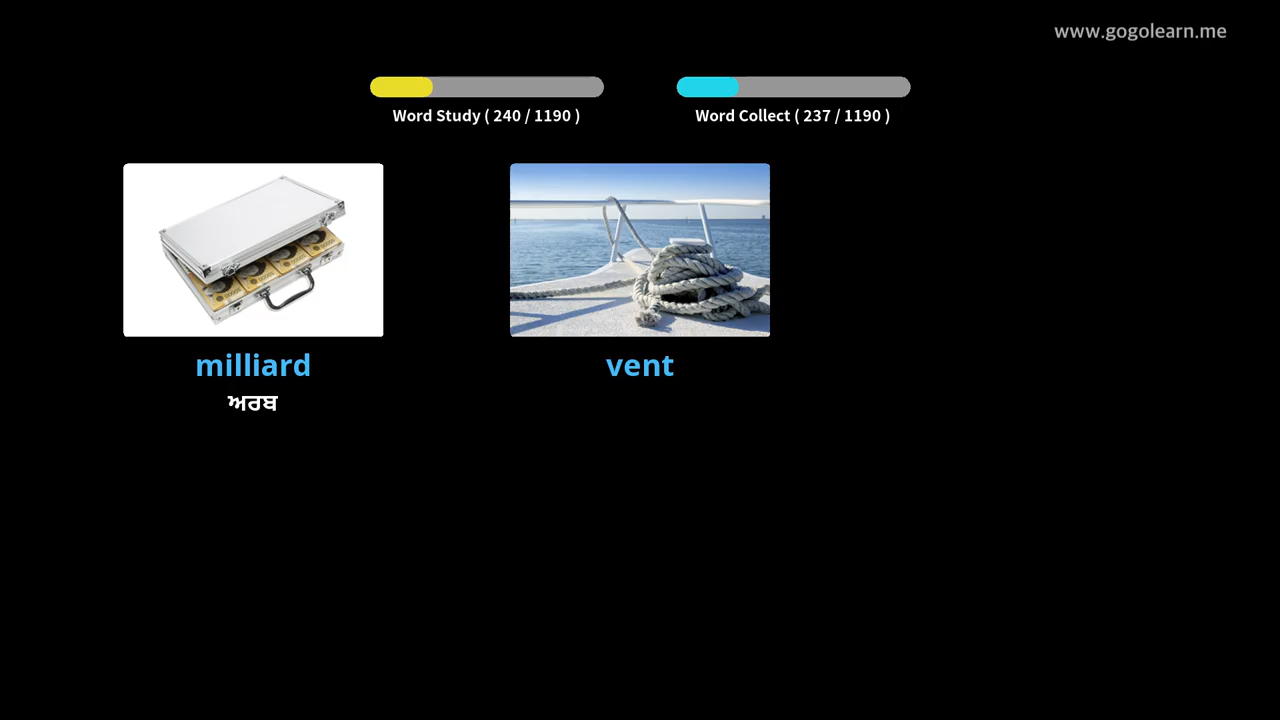 www.gogolearn.me
Word Study ( 240 / 1190 )
Word Collect ( 237 / 1190 )
milliard
ਅਰਬ
vent